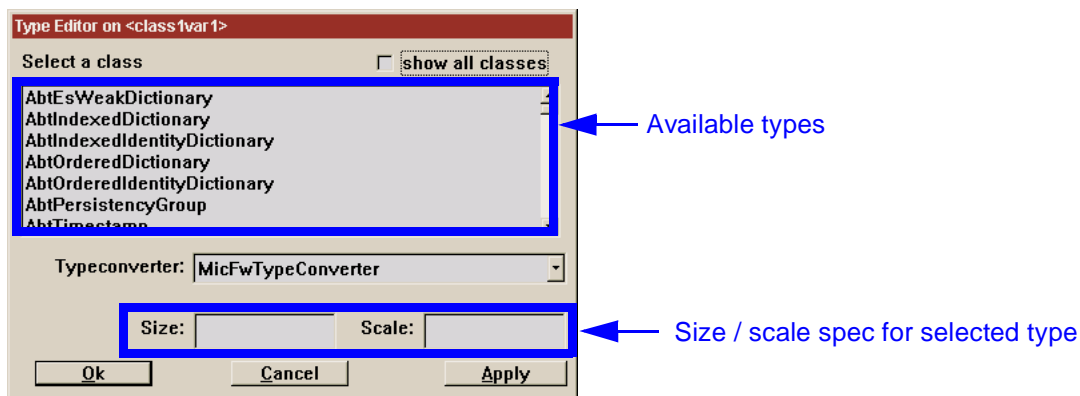 Type Editor on <class1var1>
Select a class
show all classes
AbtEsWeakDictionary
AbtIndexedDictionary
AbtIndexedIdentityDictionary
AbtOrderedDictionary
AbtOrderedIdentityDictionary
AbtPersistencyGroup
AbtTimestamp
Available types
Typeconverter: MicFwTypeConverter
Size: Scale:
Size / scale spec for selected type
Ok Cancel Apply